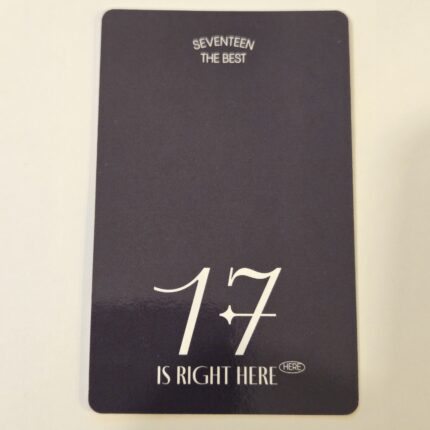 SEVENTEEN
THE BEST
17
IS RIGHT HERE HERE